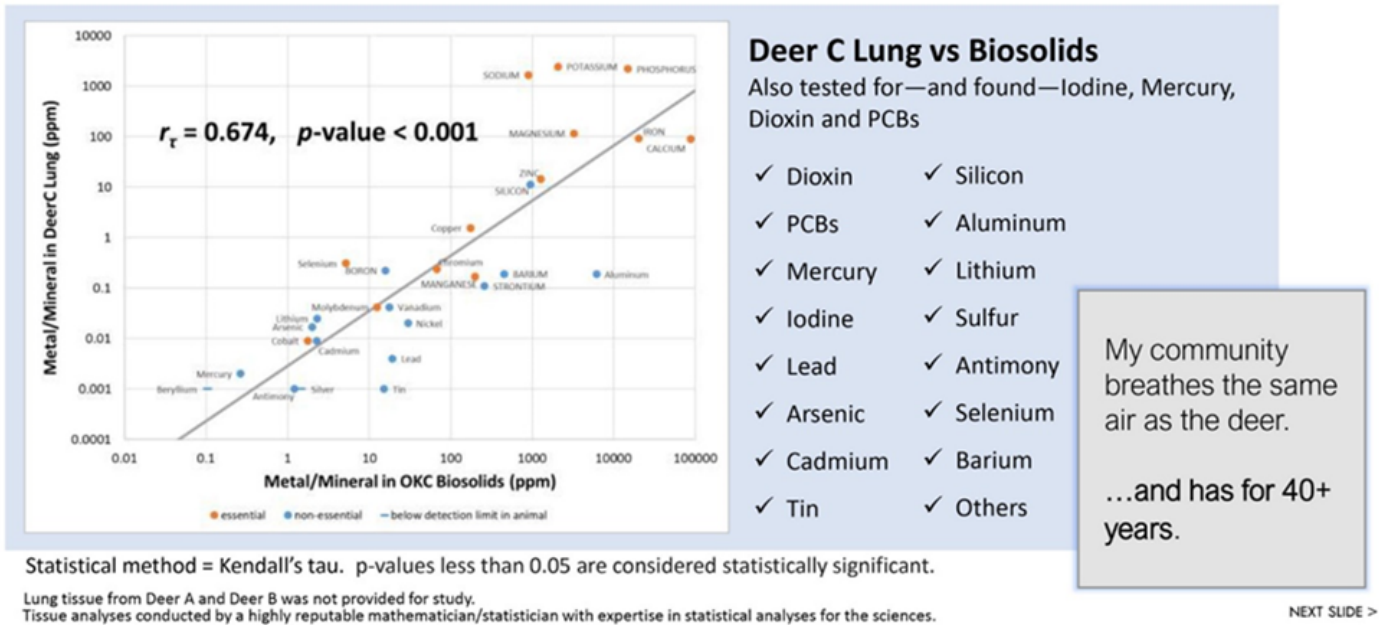 Deer C Lung vs Biosolids
Also tested for—and found—Iodine, Mercury,
Dioxin and PCBs
✓ Dioxin
✓ PCBs
✓ Mercury
✓ Iodine
✓ Lead
✓ Arsenic
✓ Cadmium
✓ Tin
✓ Silicon
✓ Aluminum
✓ Lithium
✓ Sulfur
✓ Antimony
✓ Selenium
✓ Barium
✓ Others
My community
breathes the same
air as the deer.
…and has for 40+
years.
Metal/Mineral in DeerC Lung (ppm)
10000
1000
100
10
1
0.1
0.01
0.001
0.0001
rτ = 0.674, p-value < 0.001
SODIUM
POTASSIUM
PHOSPHORUS
MAGNESIUM
IRON
CALCIUM
ZINC
SILICON
Copper
Selenium
BORON
Chromium
MANGANESE
BARIUM
STRONTIUM
Aluminum
Molybdenum
Vanadium
Lithium
Arsenic
Nickel
Cobalt
Cadmium
Lead
Mercury
Beryllium
Antimony
Silver
Tin
0.01 0.1 1 10 100 1000 10000 100000
Metal/Mineral in OKC Biosolids (ppm)
essential non-essential below detection limit in animal
Statistical method = Kendall's tau. p-values less than 0.05 are considered statistically significant.
Lung tissue from Deer A and Deer B was not provided for study.
Tissue analyses conducted by a highly reputable mathematician/statistician with expertise in statistical analyses for the sciences.
NEXT SLIDE >